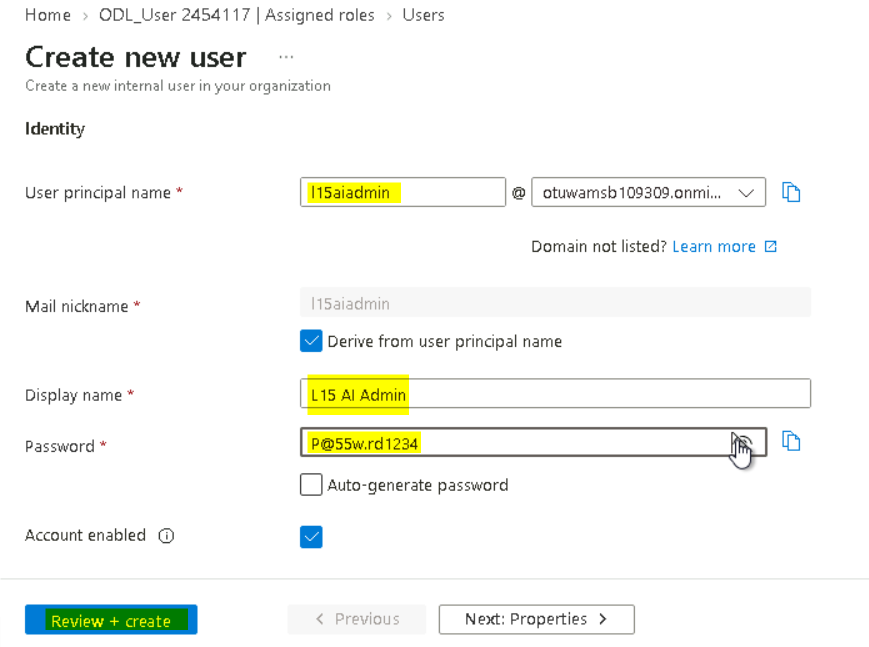 Home > ODL_User 2454117 | Assigned roles > Users
Create new user ...
Create a new internal user in your organization
Identity
User principal name * l15aiadmin @ otuwamsb109309.onmi...
Domain not listed? Learn more
Mail nickname * l15aiadmin
Derive from user principal name
Display name * L15 AI Admin
Password * P@55w.rd1234
Auto-generate password
Account enabled
Review + create < Previous Next: Properties >